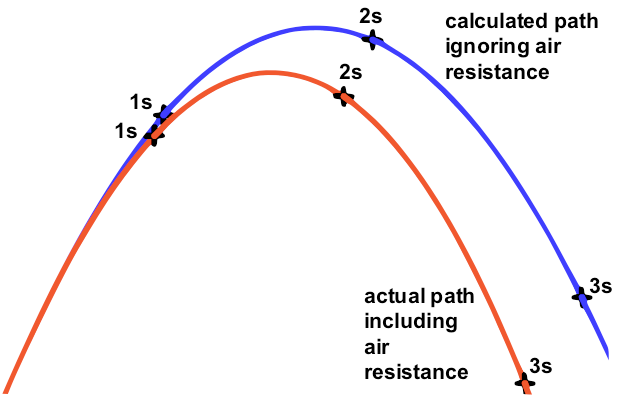 2s
calculated path
ignoring air
resistance
2s
1s
1s
3s
actual path
including
air
resistance
3s